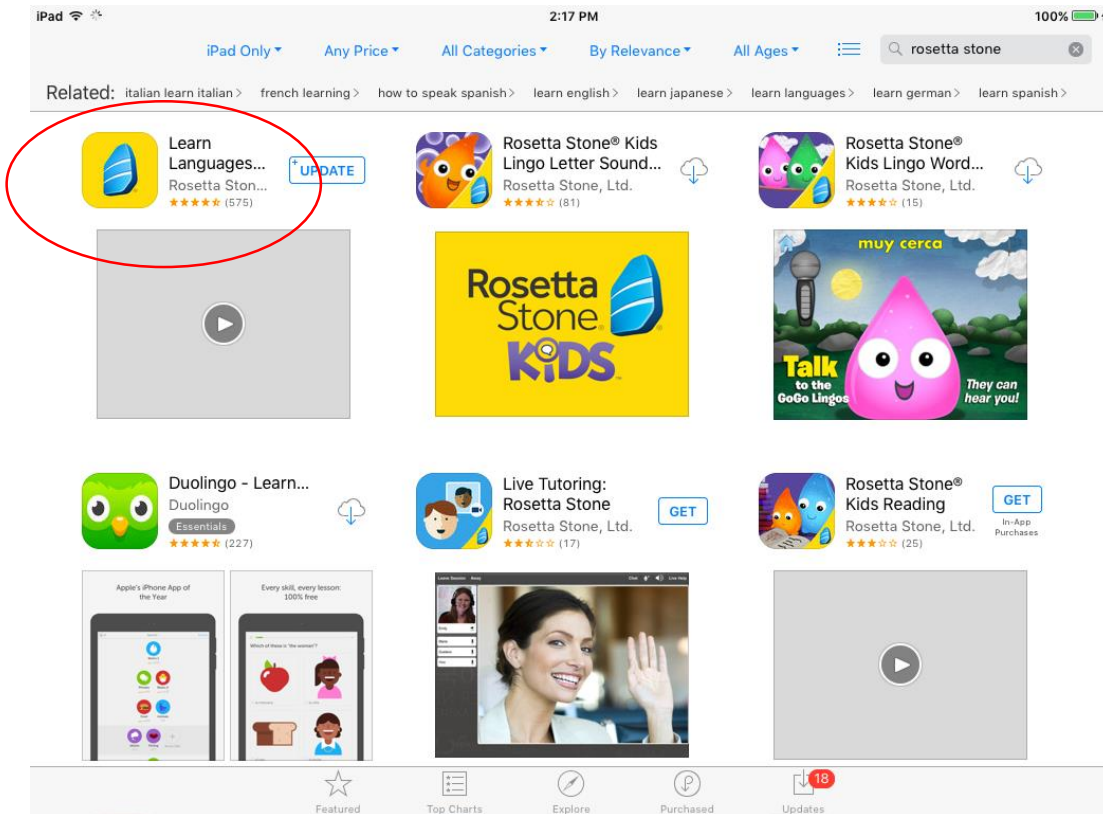 iPad 2:17 PM 100%
iPad Only Any Price All Categories By Relevance All Ages rosetta stone
Related: italian learn italian > french learning > how to speak spanish > learn english > learn japanese > learn languages > learn german > learn spanish >
Learn
Languages...
Rosetta Ston...
(575)
+UPDATE
Rosetta Stone® Kids
Lingo Letter Sound...
Rosetta Stone, Ltd.
(81)
Rosetta Stone®
Kids Lingo Word...
Rosetta Stone, Ltd.
(15)
Rosetta
Stone®
KIDS
muy cerca
Talk
to the
GoGo Lingos
They can
hear you!
Duolingo - Learn...
Duolingo
Essentials
(227)
Live Tutoring:
Rosetta Stone
Rosetta Stone, Ltd.
(17)
GET
Rosetta Stone®
Kids Reading
Rosetta Stone, Ltd.
(25)
GET
In-App
Purchases
Apple's iPhone App of
the Year
Every skill, every lesson:
100% free
Which of these is "the woman"?
Featured Top Charts Explore Purchased Updates
18